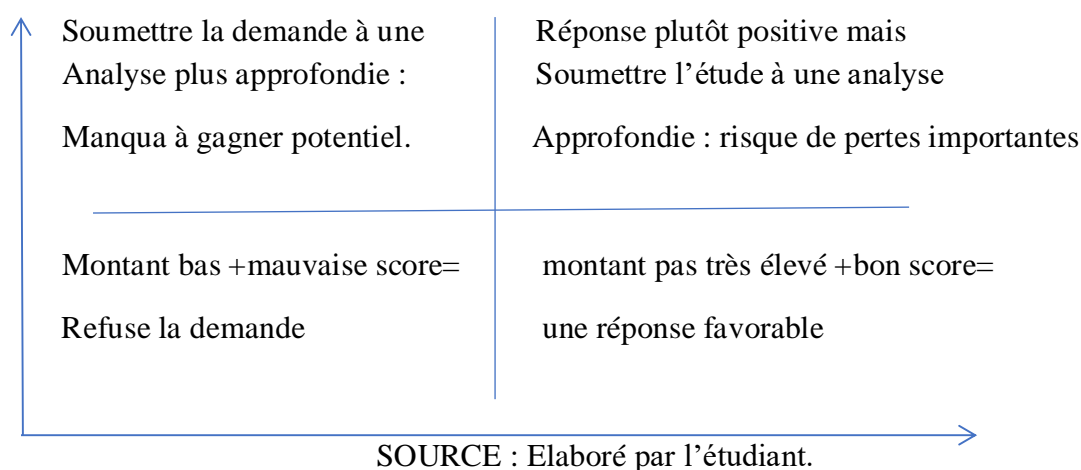 Soumettre la demande à une
Analyse plus approfondie :
Manqua à gagner potentiel.
Réponse plutôt positive mais
Soumettre l’étude à une analyse
Approfondie : risque de pertes importantes
Montant bas +mauvaise score=
Refuse la demande
montant pas très élevé +bon score=
une réponse favorable
SOURCE : Elaboré par l’étudiant.